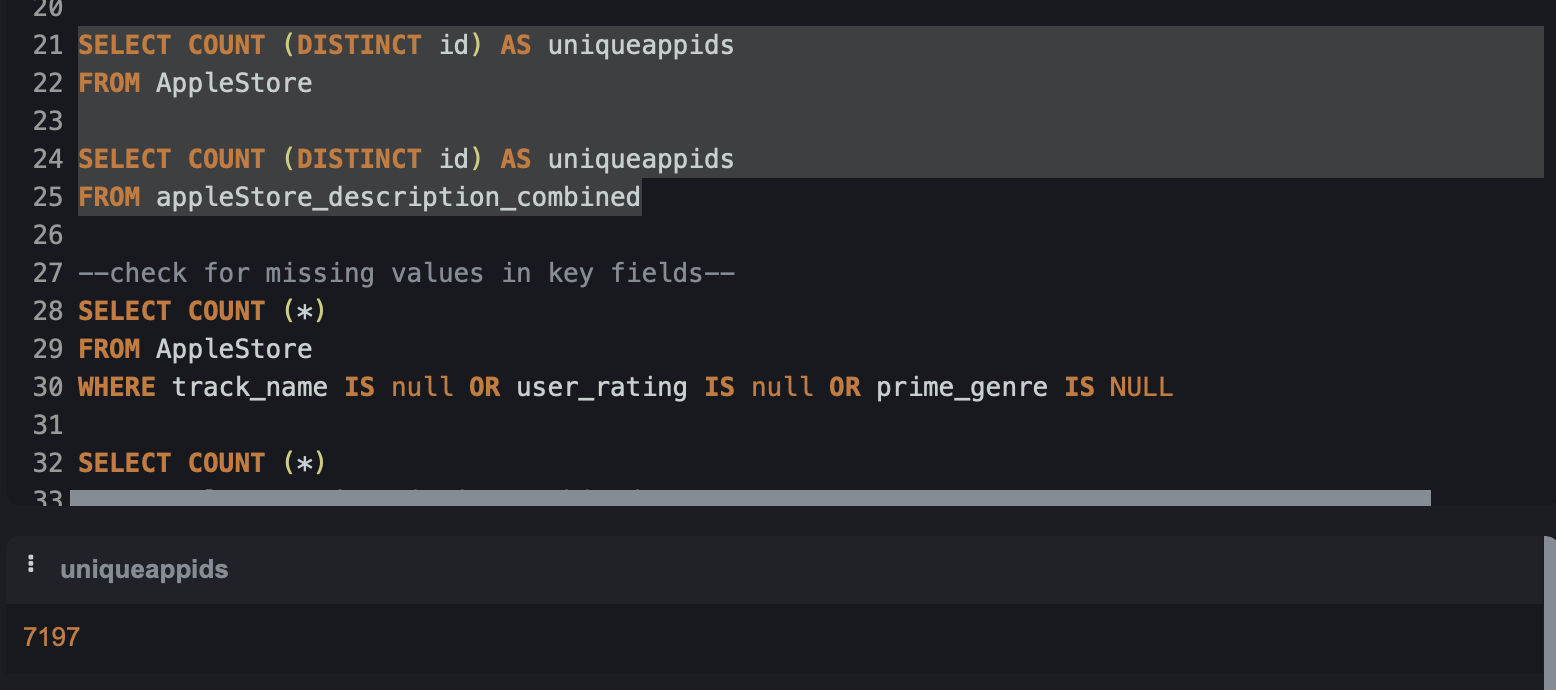 20
21 SELECT COUNT (DISTINCT id) AS uniqueappids
22 FROM AppleStore
23
24 SELECT COUNT (DISTINCT id) AS uniqueappids
25 FROM appleStore_description_combined
26
27 --check for missing values in key fields--
28 SELECT COUNT (*)
29 FROM AppleStore
30 WHERE track_name IS null OR user_rating IS null OR prime_genre IS NULL
31
32 SELECT COUNT (*)
33
uniqueappids
7197